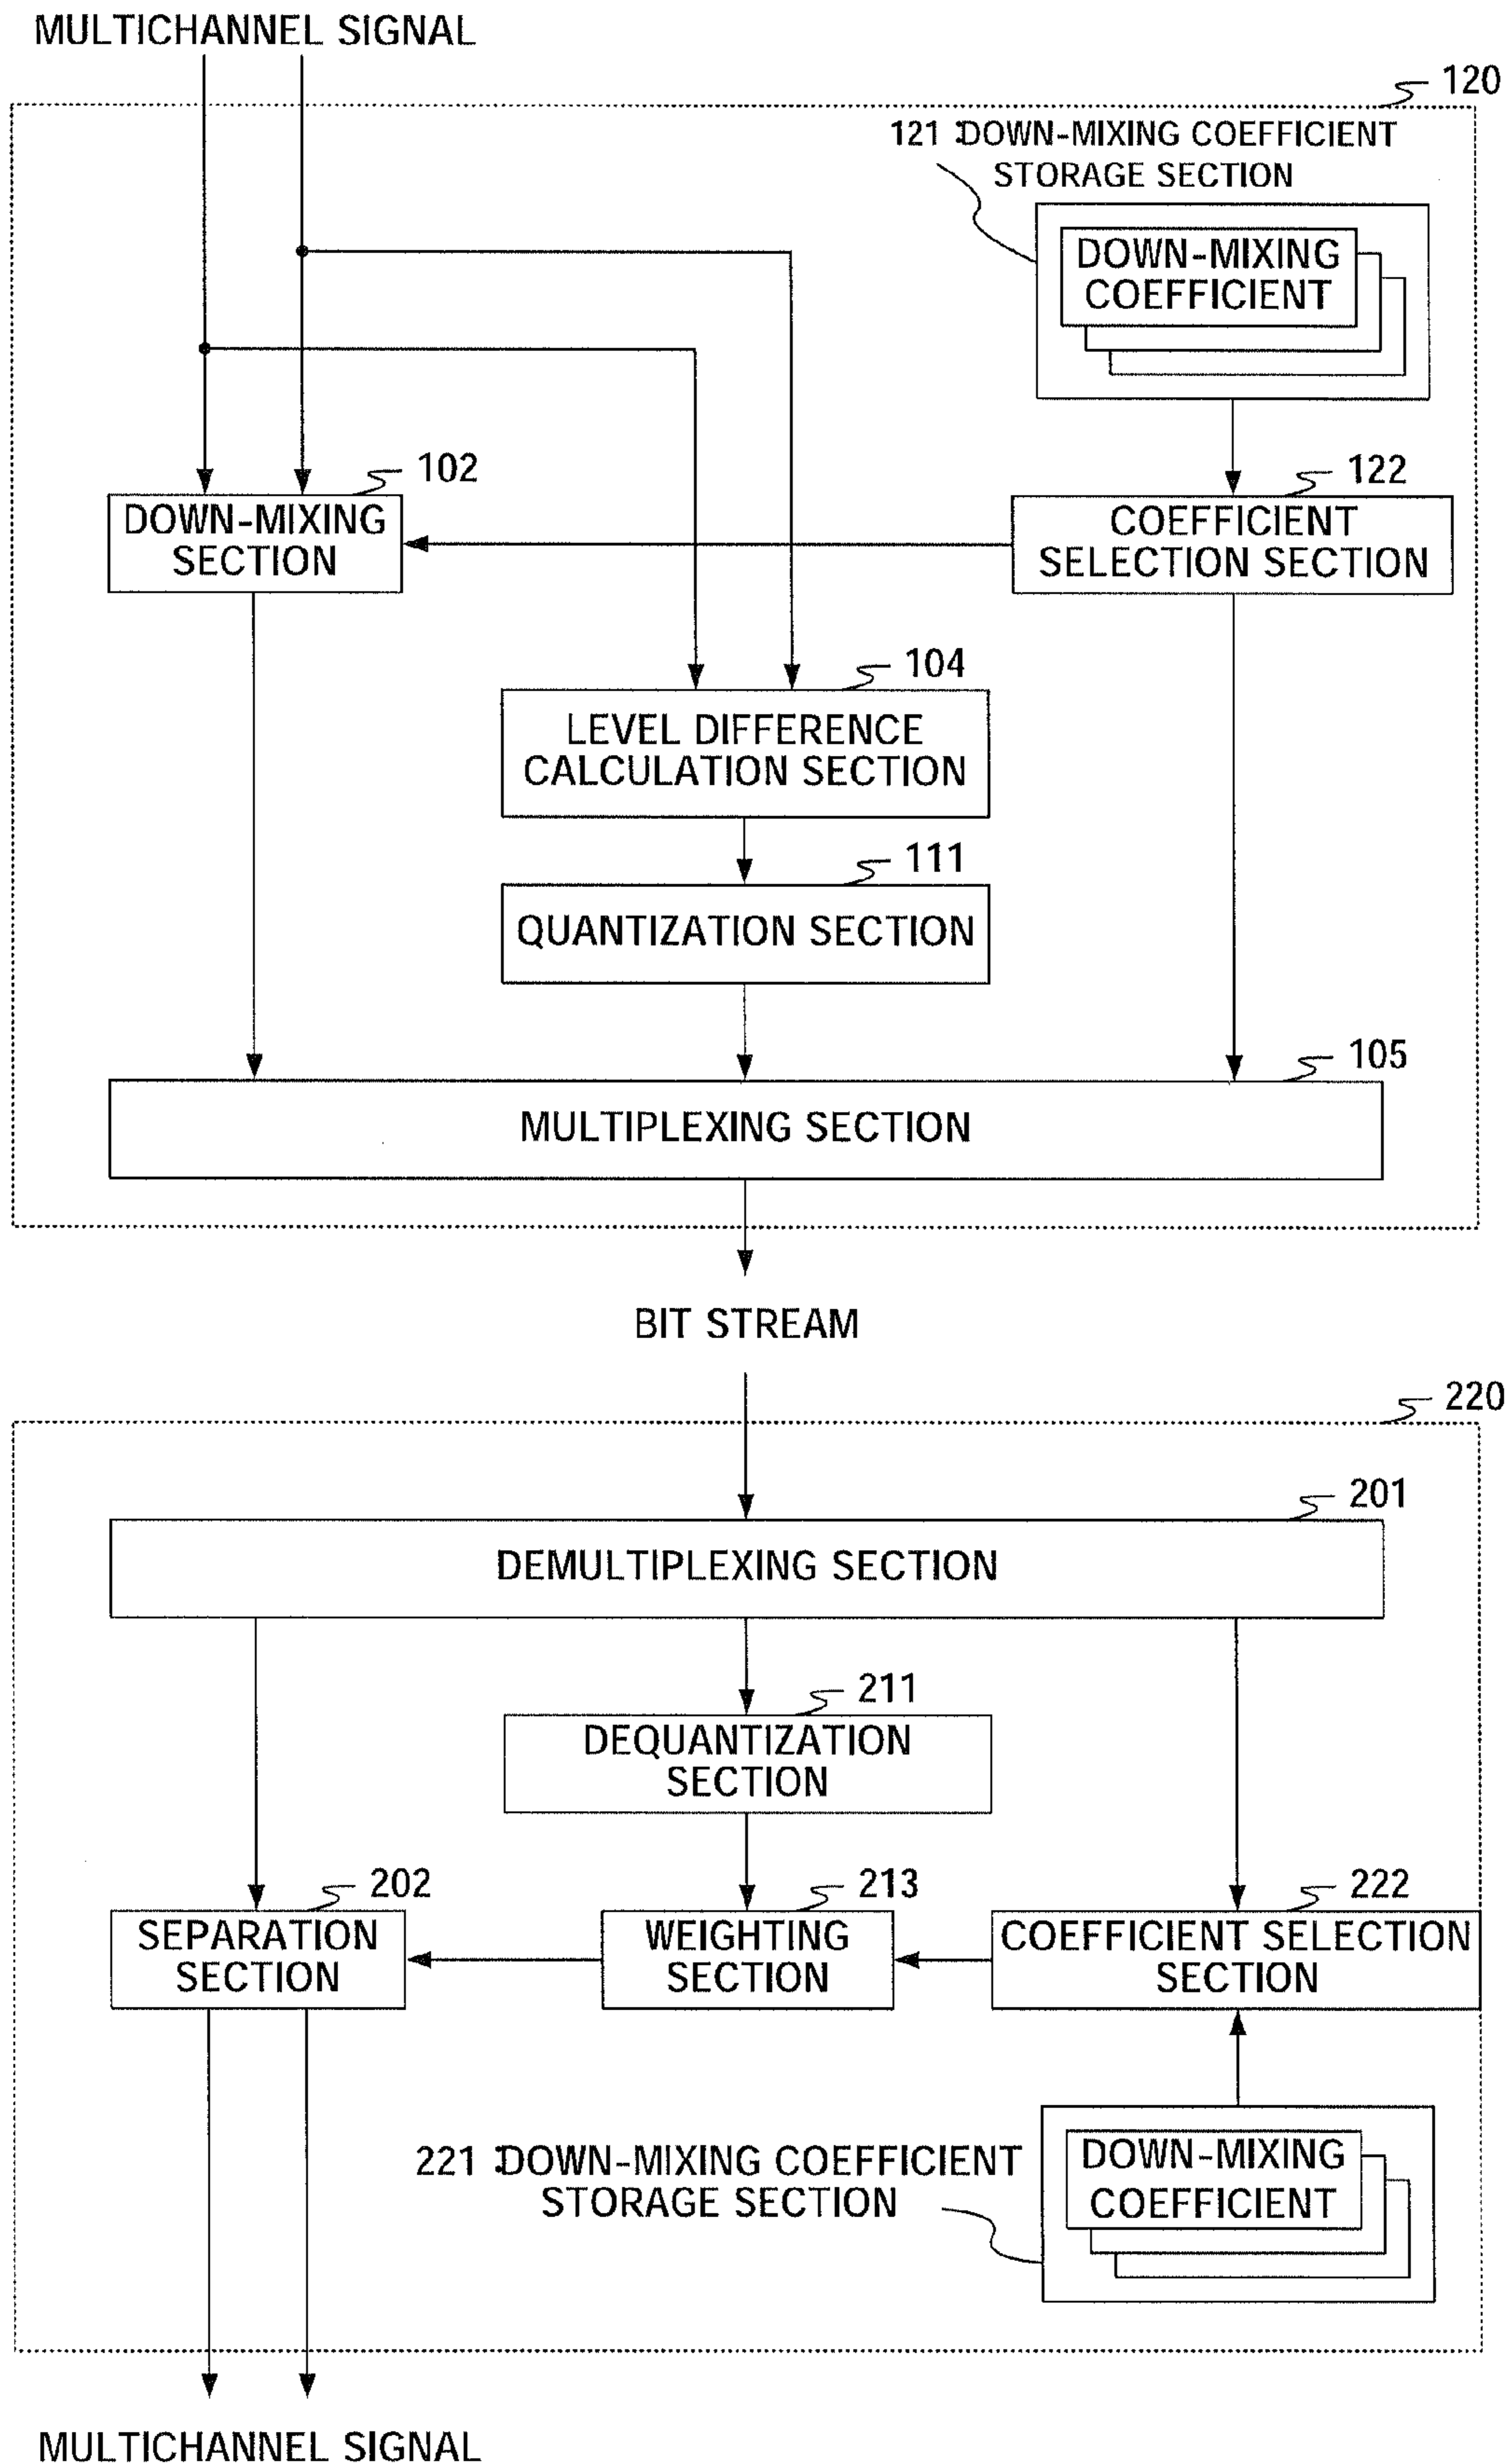 MULTICHANNEL SIGNAL
120
121 :DOWN-MIXING COEFFICIENT
STORAGE SECTION
DOWN-MIXING
COEFFICIENT
102
DOWN-MIXING
SECTION
122
COEFFICIENT
SELECTION SECTION
104
LEVEL DIFFERENCE
CALCULATION SECTION
111
QUANTIZATION SECTION
105
MULTIPLEXING SECTION
BIT STREAM
220
201
DEMULTIPLEXING SECTION
211
DEQUANTIZATION
SECTION
202
SEPARATION
SECTION
213
WEIGHTING
SECTION
222
COEFFICIENT SELECTION
SECTION
221 :DOWN-MIXING COEFFICIENT
STORAGE SECTION
DOWN-MIXING
COEFFICIENT
MULTICHANNEL SIGNAL